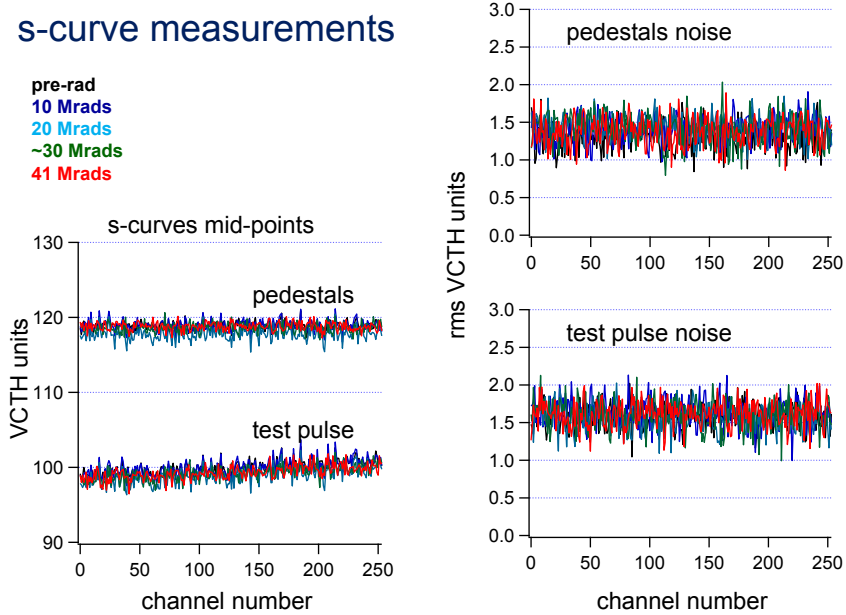 s-curve measurements
pre-rad
10 Mrads
20 Mrads
~30 Mrads
41 Mrads
s-curves mid-points
130
120
110
100
90
VCTH units
pedestals
test pulse
0 50 100 150 200 250
channel number
rms VCTH units
3.0
2.5
2.0
1.5
1.0
0.5
0.0
pedestals noise
0 50 100 150 200 250
3.0
2.5
2.0
1.5
1.0
0.5
0.0
test pulse noise
0 50 100 150 200 250
channel number